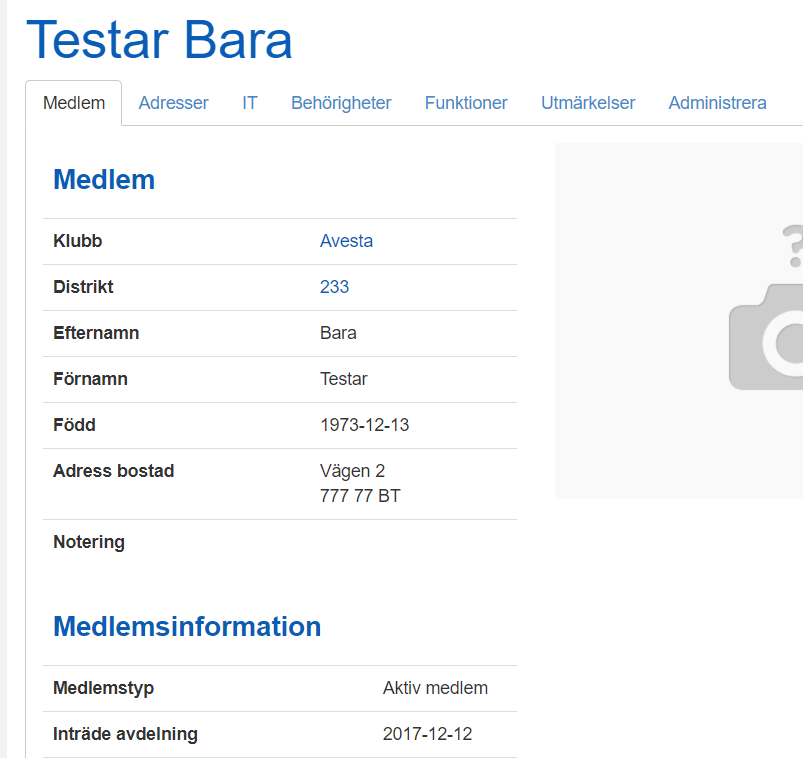 Testar Bara
Medlem Adresser IT Behörigheter Funktioner Utmärkelser Administrera
Medlem
Klubb Avesta
Distrikt 233
Efternamn Bara
Förnamn Testar
Född 1973-12-13
Adress bostad Vägen 2
777 77 BT
Notering
Medlemsinformation
Medlemstyp Aktiv medlem
Inträde avdelning 2017-12-12